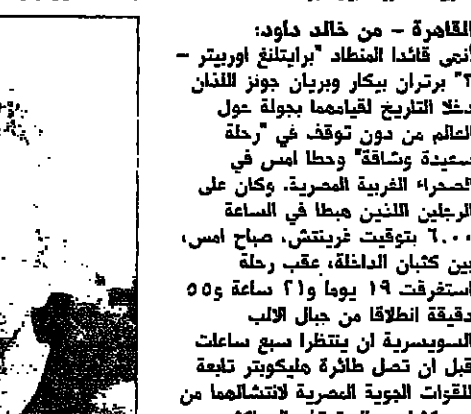 القاهرة – من خالد داود:
أنهى قائدا المنطاد "برايتلنغ اوربيتر –
" برتران بيكار وبريان جونز اللذان
دخلا التاريخ لقيامهما بجولة حول
العالم من دون توقف في "رحلة
سعيدة وشاقة" وحطا امس في
الصحراء الغربية المصرية. وكان على
الرجلين اللذين هبطا في الساعة
٦.٠٠ بتوقيت غرينتش، صباح امس،
بين كثبان الداخلة، عقب رحلة
استغرقت ١٩ يوما و٢١ ساعة و٥٥
دقيقة انطلاقا من جبال الالب
السويسرية ان ينتظرا سبع ساعات
قبل ان تصل طائرة هليكوبتر تابعة
للقوات الجوية المصرية لانتشالهما من